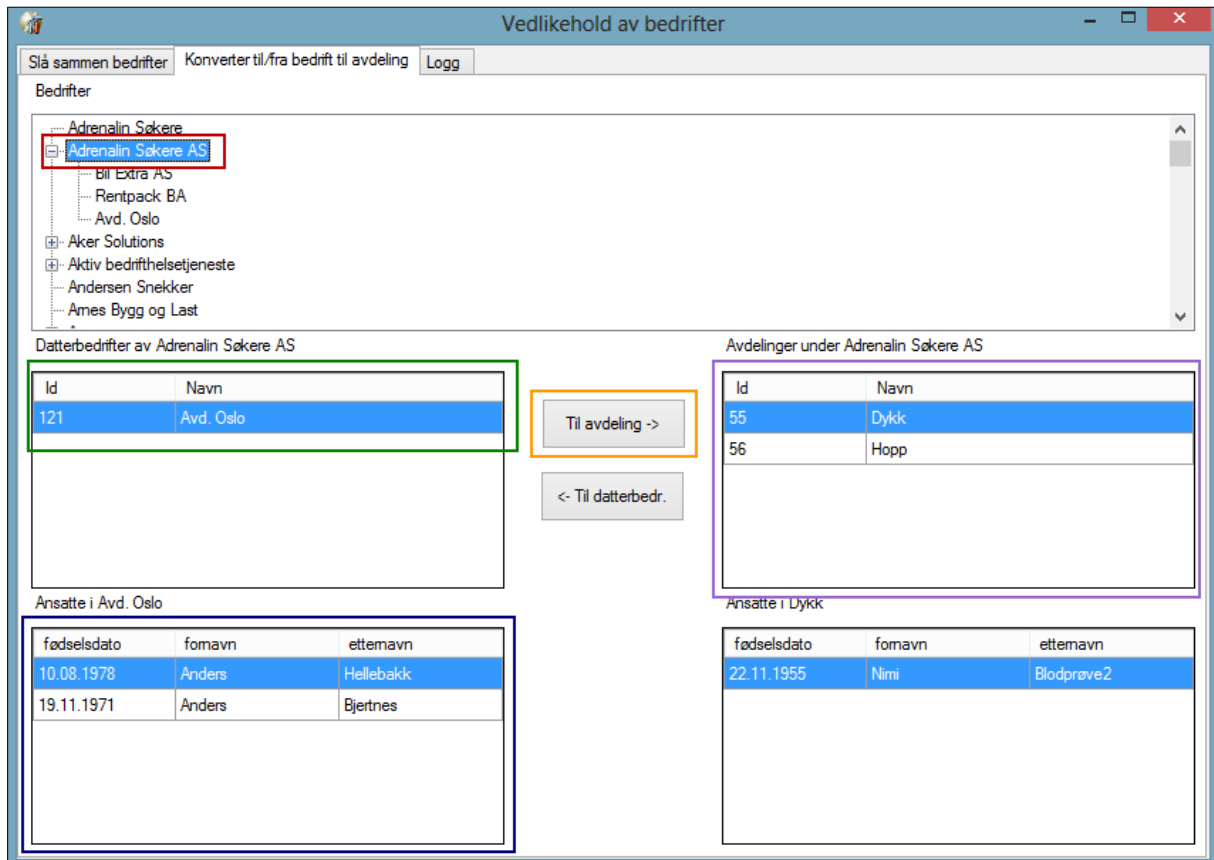 Vedlikehold av bedrifter
Slå sammen bedrifter Konverter til/fra bedrift til avdeling Logg
Bedrifter
Adrenalin Søkere
Adrenalin Søkere AS
Bil Extra AS
Rentpack BA
Avd. Oslo
Aker Solutions
Aktiv bedrifthelsetjeneste
Andersen Snekker
Arnes Bygg og Last
Datterbedrifter av Adrenalin Søkere AS
Id Navn
121 Avd. Oslo
Til avdeling ->
<- Til datterbedr.
Avdelinger under Adrenalin Søkere AS
Id Navn
55 Dykk
56 Hopp
Ansatte i Avd. Oslo
fødselsdato fornavn etternavn
10.08.1978 Anders Hellebakk
19.11.1971 Anders Bjertnes
Ansatte i Dykk
fødselsdato fornavn etternavn
22.11.1955 Nimi Blodprøve2